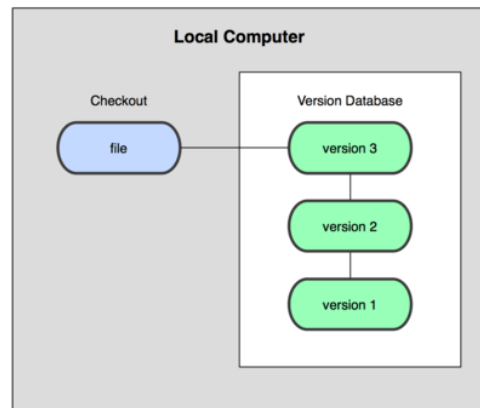 Local Computer
Checkout
Version Database
file
version 3
version 2
version 1